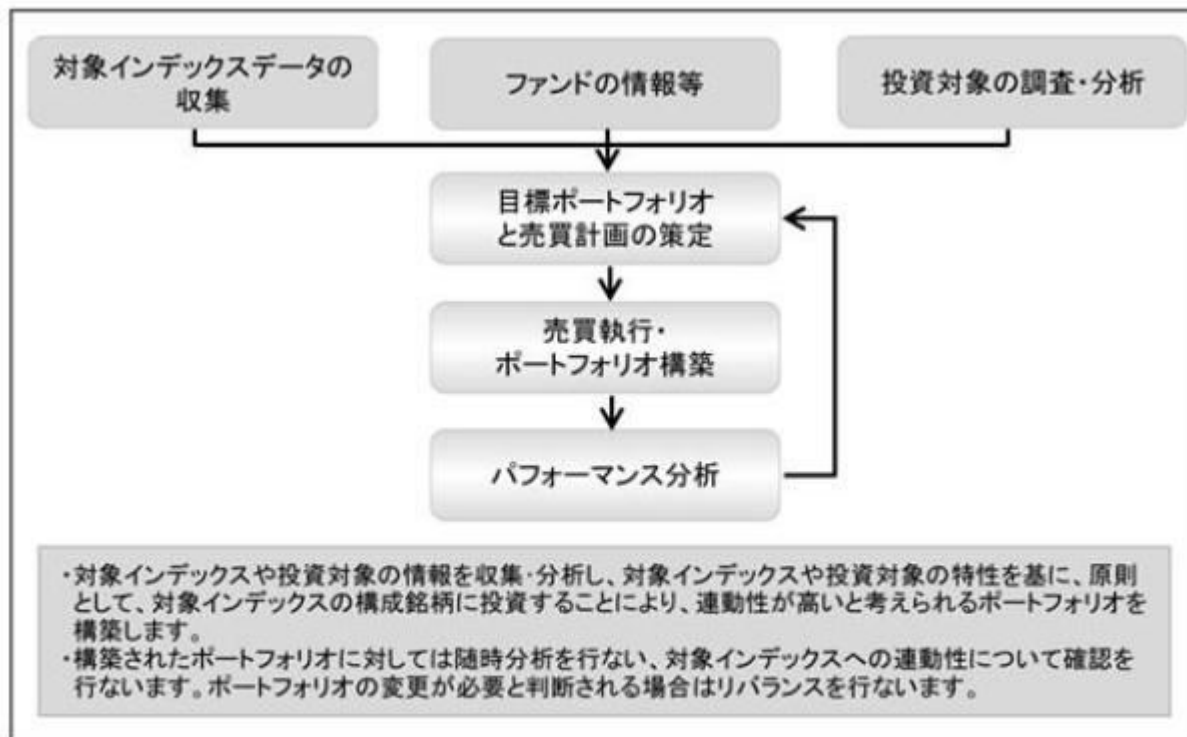 対象インデックスデータの
収集
ファンドの情報等
投資対象の調査・分析
目標ポートフォリオ
と売買計画の策定
売買執行・
ポートフォリオ構築
パフォーマンス分析
・対象インデックスや投資対象の情報を収集・分析し、対象インデックスや投資対象の特性を基に、原則
として、対象インデックスの構成銘柄に投資することにより、連動性が高いと考えられるポートフォリオを
構築します。
・構築されたポートフォリオに対しては随時分析を行ない、対象インデックスへの連動性について確認を
行ないます。ポートフォリオの変更が必要と判断される場合はリバランスを行ないます。